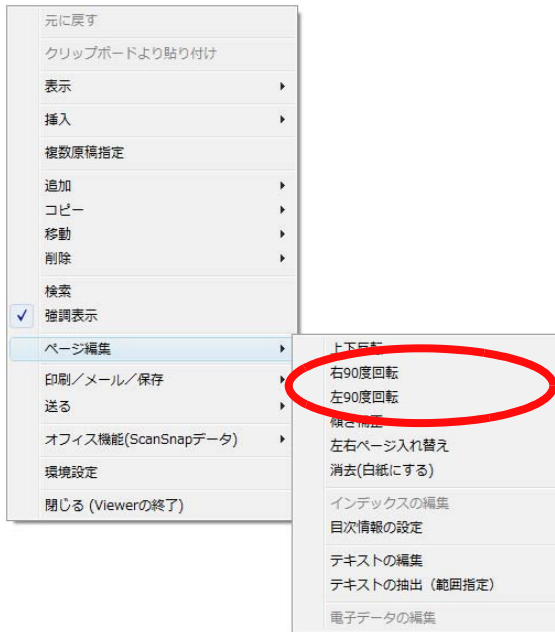 元に戻す
クリップボードより貼り付け
表示
挿入
複数原稿指定
追加
コピー
移動
削除
検索
強調表示
ページ編集
印刷／メール／保存
送る
オフィス機能(ScanSnapデータ)
環境設定
閉じる (Viewerの終了)
上下反転
右90度回転
左90度回転
傾き補正
左右ページ入れ替え
消去(白紙にする)
インデックスの編集
目次情報の設定
テキストの編集
テキストの抽出（範囲指定）
電子データの編集